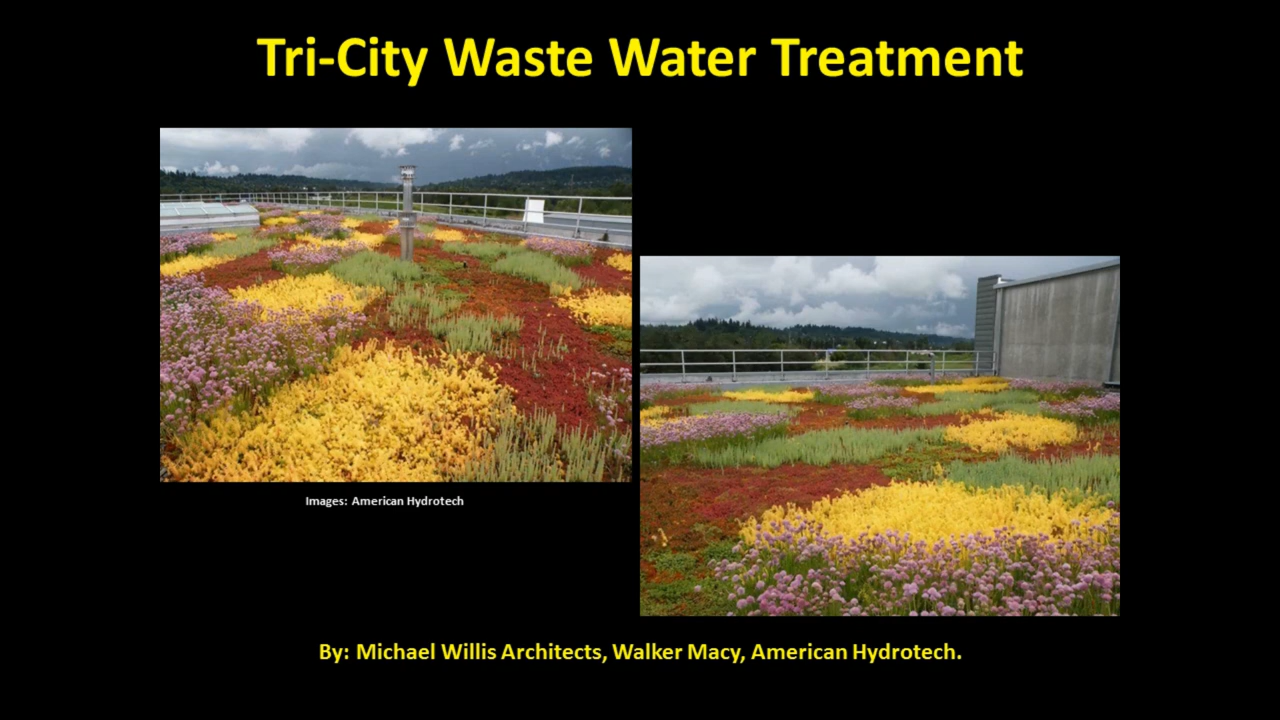 Tri-City Waste Water Treatment
Images: American Hydrotech
By: Michael Willis Architects, Walker Macy, American Hydrotech.